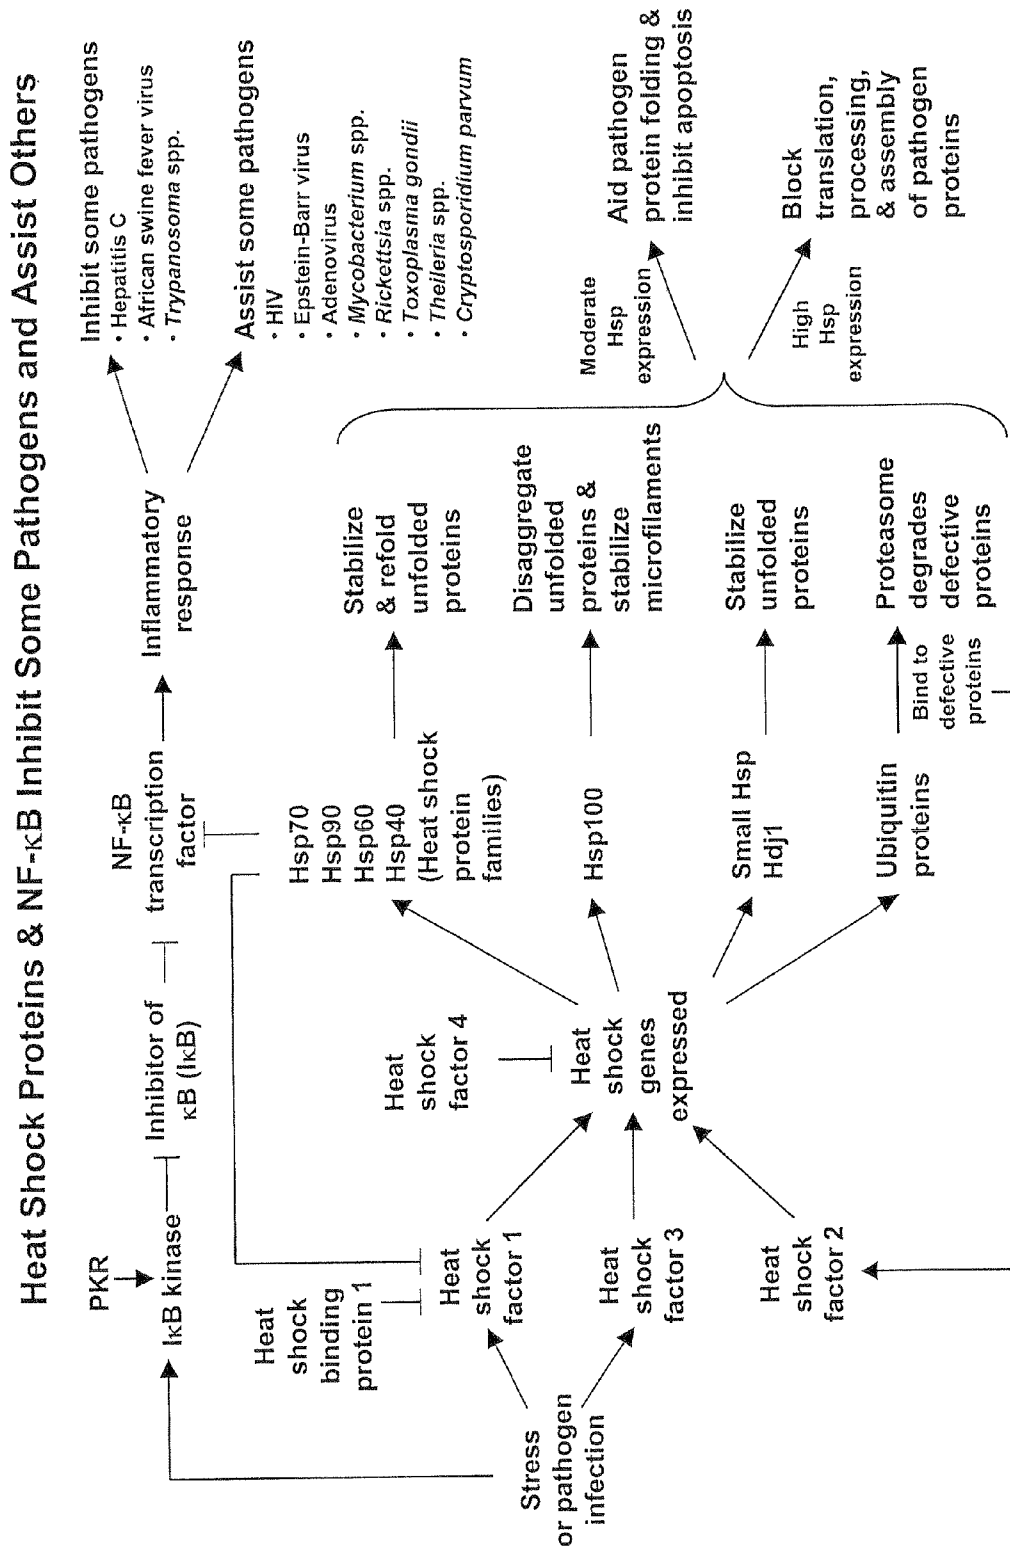 Heat Shock Proteins & NF-κB Inhibit Some Pathogens and Assist Others
PKR
IκB kinase
Inhibitor of
κB (IκB)
NF-κB
transcription
factor
Inflammatory
response
Inhibit some pathogens
• Hepatitis C
• African swine fever virus
• Trypanosoma spp.
Assist some pathogens
• HIV
• Epstein-Barr virus
• Adenovirus
• Mycobacterium spp.
• Rickettsia spp.
• Toxoplasma gondii
• Theileria spp.
• Cryptosporidium parvum
Stress
or pathogen
infection
Heat
shock
binding
protein 1
Heat
shock
factor 1
Heat
shock
factor 3
Heat
shock
factor 2
Heat
shock
factor 4
Heat
shock
genes
expressed
Hsp70
Hsp90
Hsp60
Hsp40
(Heat shock
protein
families)
Hsp100
Small Hsp
Hdj1
Ubiquitin
proteins
Bind to
defective
proteins
Stabilize
& refold
unfolded
proteins
Disaggregate
unfolded
proteins &
stabilize
microfilaments
Stabilize
unfolded
proteins
Proteasome
degrades
defective
proteins
Moderate
Hsp
expression
High
Hsp
expression
Aid pathogen
protein folding &
inhibit apoptosis
Block
translation,
processing,
& assembly
of pathogen
proteins